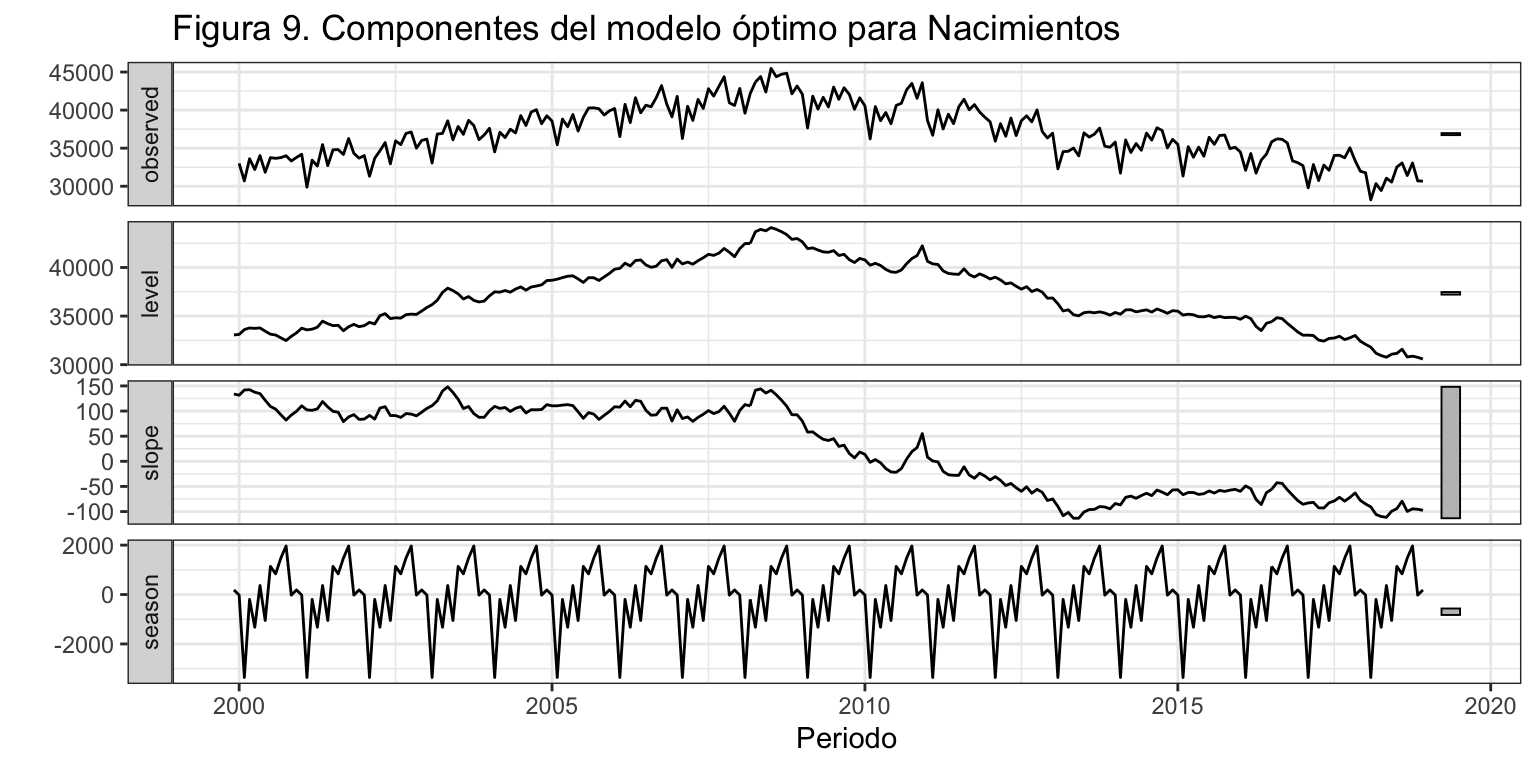 Figura 9. Componentes del modelo óptimo para Nacimientos
45000
40000
35000
30000
observed
40000
35000
30000
level
150
100
50
0
-50
-100
slope
2000
0
-2000
season
2000 2005 2010 2015 2020
Periodo